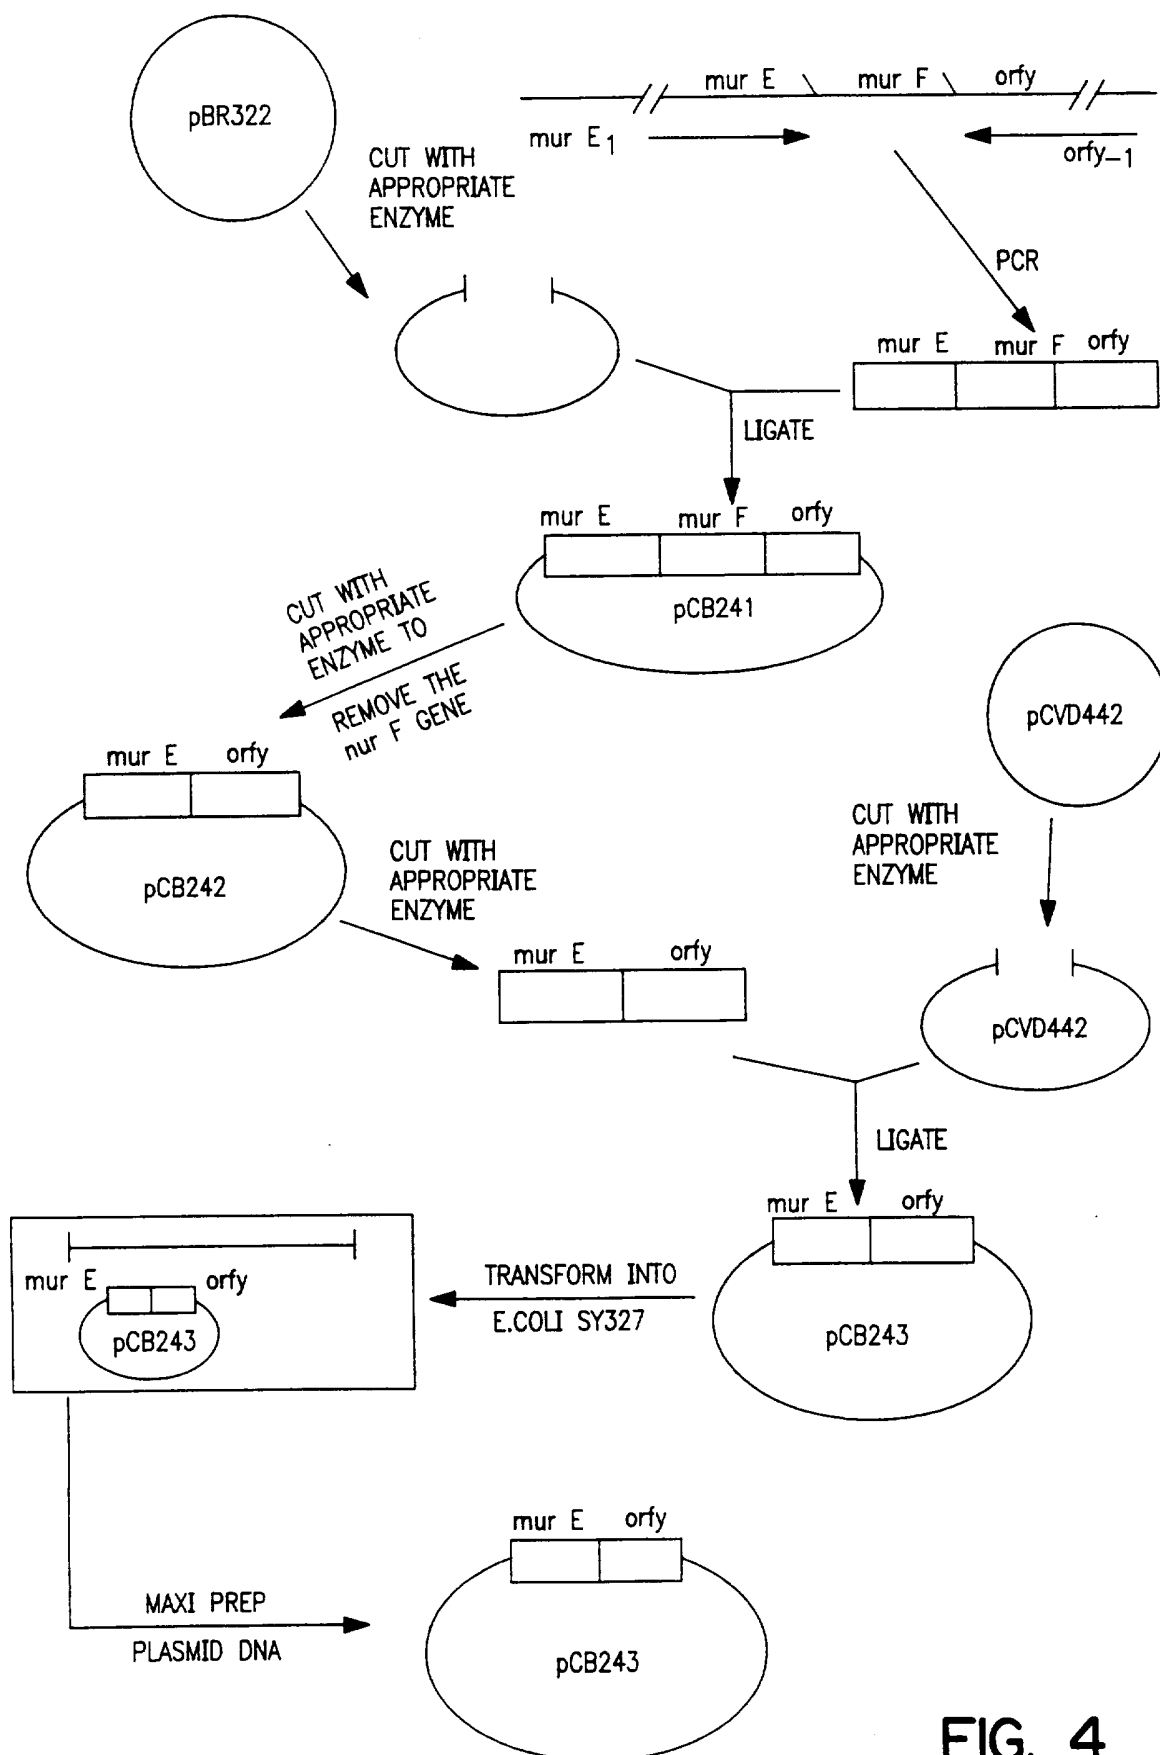 mur E mur F orfy
pBR322
mur E1
orfy-1
CUT WITH
APPROPRIATE
ENZYME
PCR
mur E mur F orfy
LIGATE
mur E mur F orfy
pCB241
CUT WITH
APPROPRIATE
ENZYME TO
REMOVE THE
nur F GENE
pCVD442
mur E orfy
pCB242
CUT WITH
APPROPRIATE
ENZYME
CUT WITH
APPROPRIATE
ENZYME
mur E orfy
pCVD442
LIGATE
mur E orfy
pCB243
TRANSFORM INTO
E.COLI SY327
mur E orfy
pCB243
MAXI PREP
PLASMID DNA
mur E orfy
pCB243
FIG. 4